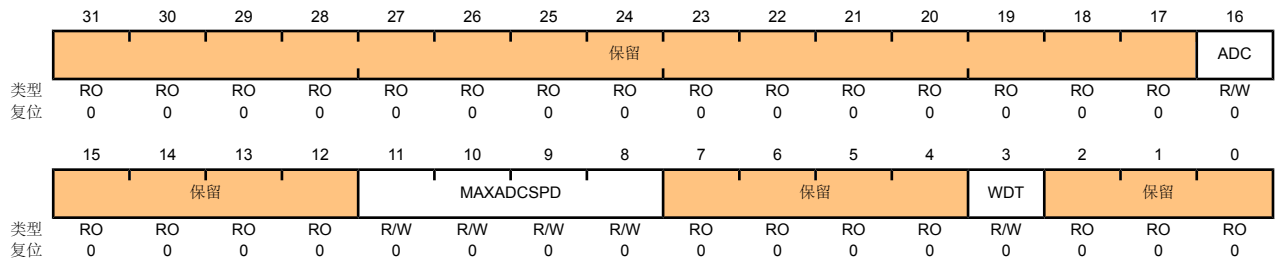 31 30 29 28 27 26 25 24 23 22 21 20 19 18 17 16
保留 ADC
类型 RO RO RO RO RO RO RO RO RO RO RO RO RO RO RO R/W
复位 0 0 0 0 0 0 0 0 0 0 0 0 0 0 0 0
15 14 13 12 11 10 9 8 7 6 5 4 3 2 1 0
保留 MAXADCSPD 保留 WDT 保留
类型 RO RO RO RO R/W R/W R/W R/W RO RO RO RO R/W RO RO RO
复位 0 0 0 0 0 0 0 0 0 0 0 0 0 0 0 0